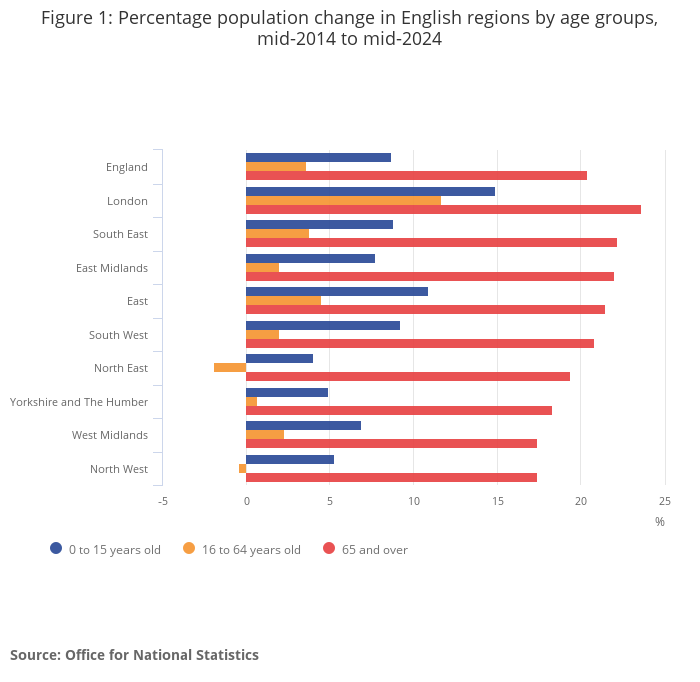 Figure 1: Percentage population change in English regions by age groups,
mid-2014 to mid-2024
England
London
South East
East Midlands
East
South West
North East
Yorkshire and The Humber
West Midlands
North West
-5 0 5 10 15 20 25
%
0 to 15 years old 16 to 64 years old 65 and over
Source: Office for National Statistics